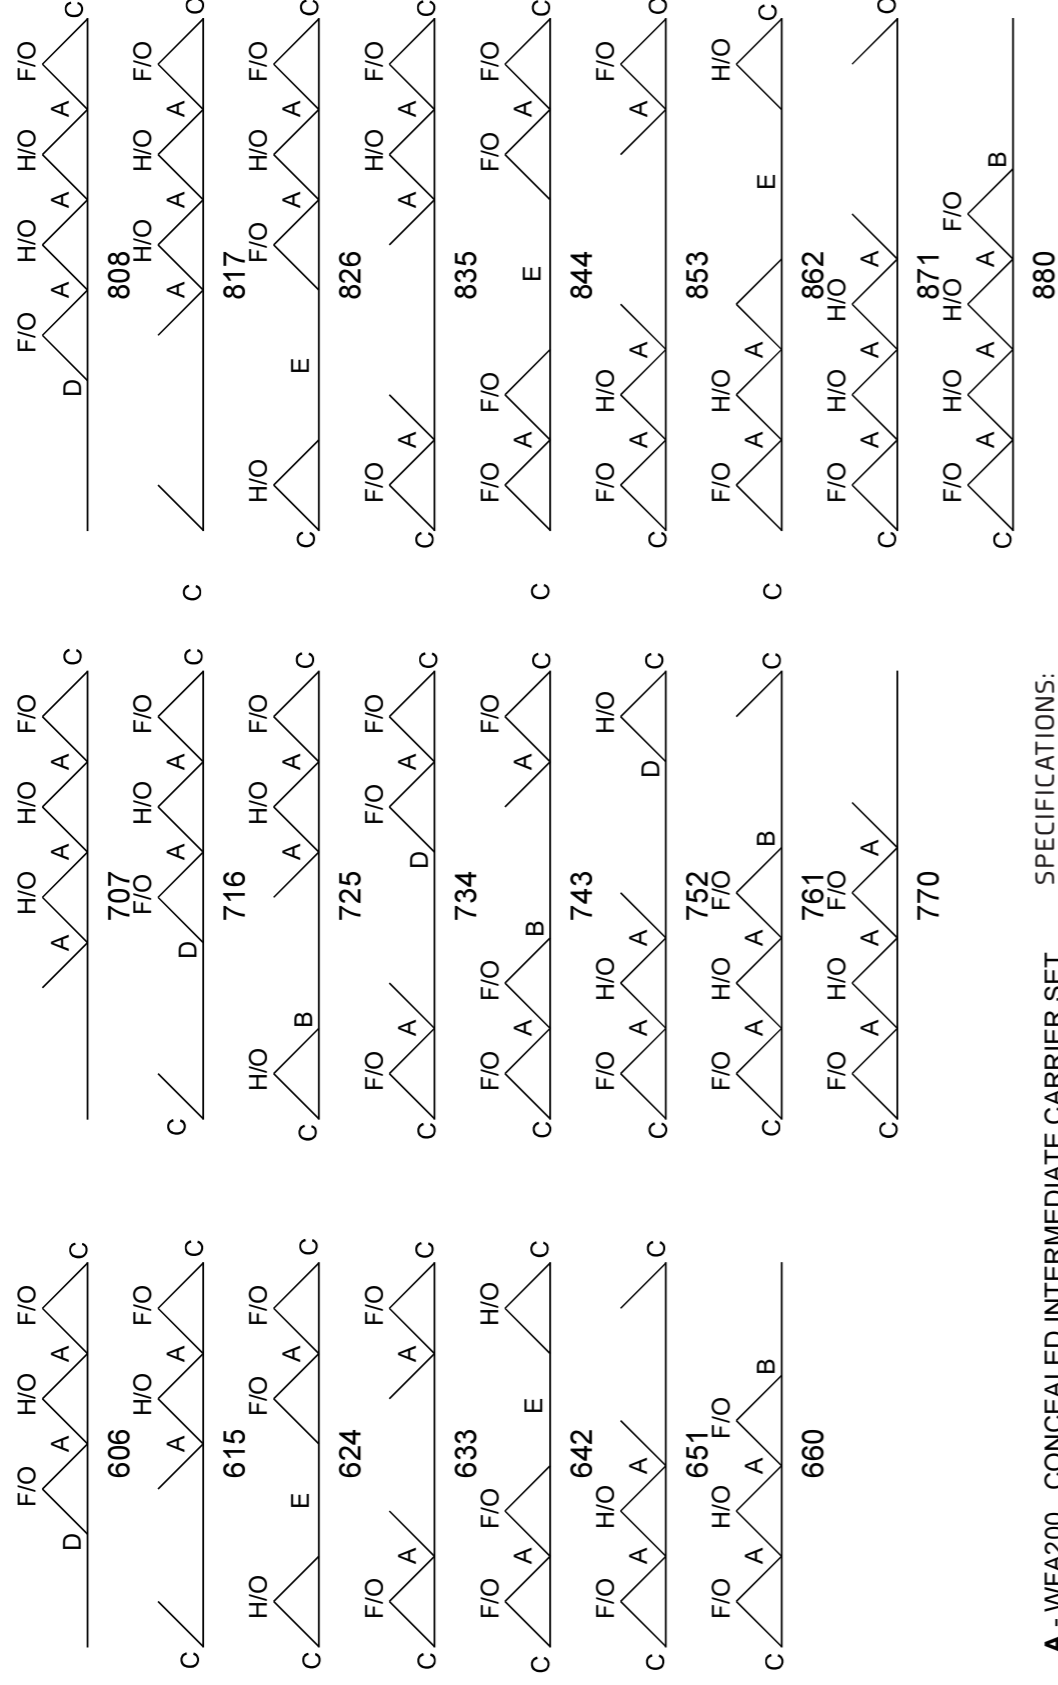 F/O H/O F/O H/O H/O F/O F/O H/O H/O F/O
D A A C A A A C D A A A C
606 707 808
H/O F/O F/O H/O F/O H/O H/O F/O
C A A C C D A A C C A A A C
615 716 817
H/O F/O F/O H/O H/O F/O H/O F/O H/O F/O
C E A C C B A A C C E A A C
624 725 826
F/O F/O F/O F/O F/O F/O H/O F/O
C A A C C A D A C C A A A C
633 734 835
F/O F/O H/O F/O F/O F/O F/O F/O F/O F/O
C A E C C A B A C C A E A C
642 743 844
F/O H/O F/O H/O H/O F/O H/O F/O
C A A C C A A D C C A A A
651 752 853
F/O H/O F/O F/O H/O F/O F/O H/O H/O
C A A B C A A B C C A A E C
660 761 862
F/O H/O F/O F/O H/O H/O
C A A A C A A A C
770 871
F/O H/O H/O F/O
C A A A B
880
SPECIFICATIONS:
A - WFA200 CONCEALED INTERMEDIATE CARRIER SET